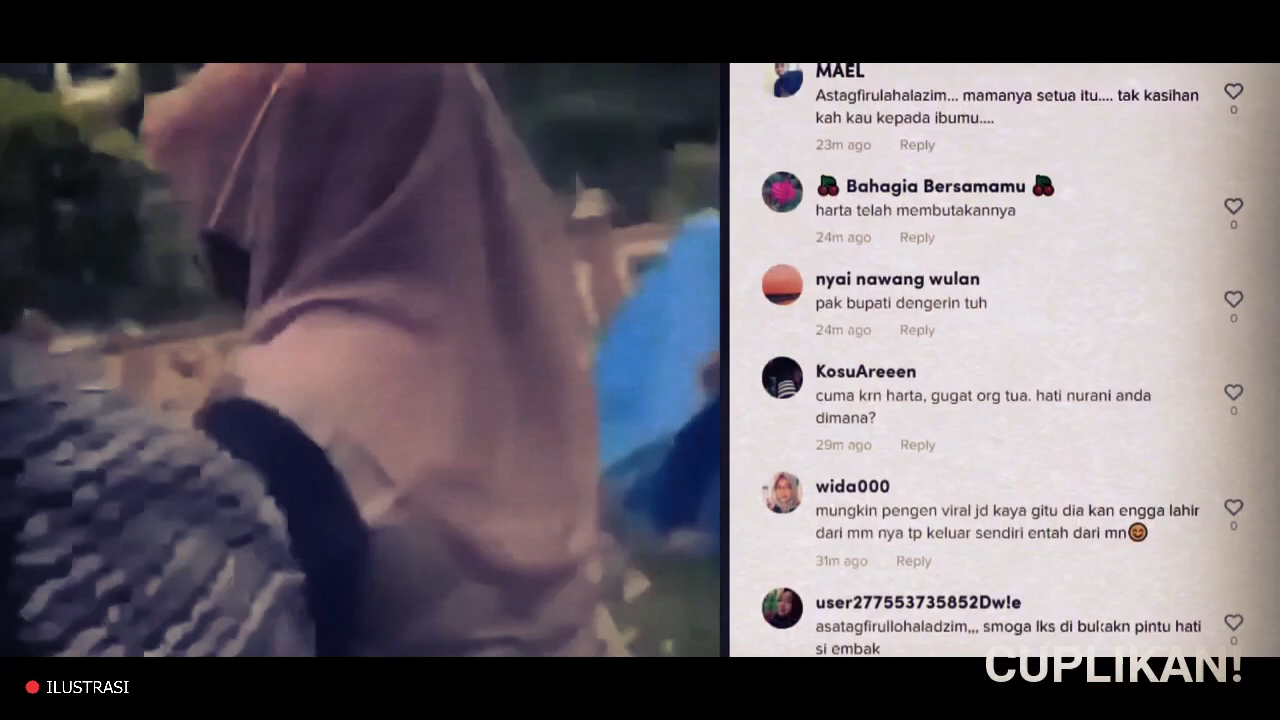 MAEL
Astagfirulahalazim... mamanya setua itu.... tak kasihan
kah kau kepada ibumu....
0
23m ago Reply
Bahagia Bersamamu
harta telah membutakannya
0
24m ago Reply
nyai nawang wulan
pak bupati dengerin tuh
0
24m ago Reply
KosuAreeen
cuma krn harta, gugat org tua. hati nurani anda
dimana?
0
29m ago Reply
wida000
mungkin pengen viral jd kaya gitu dia kan engga lahir
dari mm nya tp keluar sendiri entah dari mn
0
31m ago Reply
user277553735852Dw!e
asatagfirullohaladzim,,, smoga lks di bukakn pintu hati
si embak
0
CUPLIKAN!
ILUSTRASI